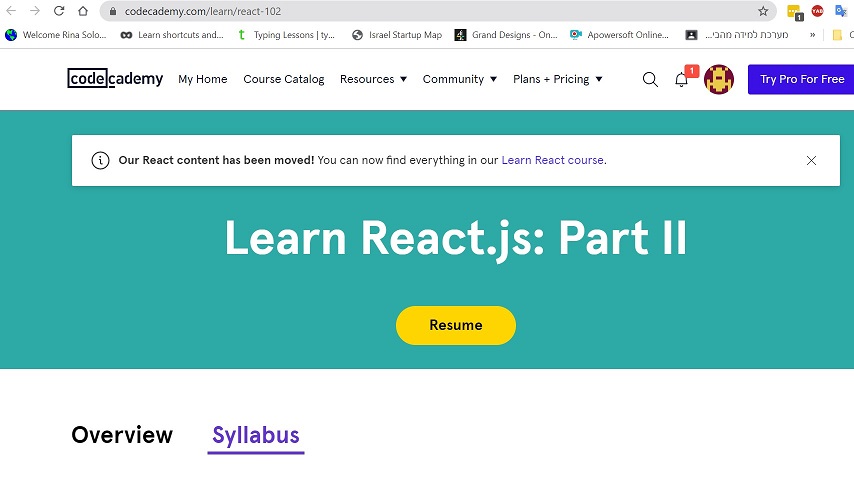 codecademy.com/learn/react-102
1
YAB
Welcome Rina Solo...
Learn shortcuts and...
t
Typing Lessons | ty...
Israel Startup Map
4
Grand Designs - On...
Apowersoft Online...
מערכת למידה מהבי...
»
codecademy
My Home
Course Catalog
Resources
Community
Plans + Pricing
1
Try Pro For Free
Our React content has been moved! You can now find everything in our Learn React course.
Learn React.js: Part II
Resume
Overview
Syllabus